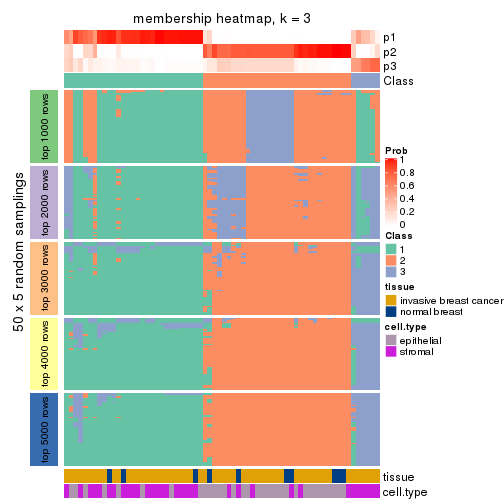 membership heatmap, k = 3
p1
p2
p3
Class
50 x 5 random samplings
top 1000 rows
top 2000 rows
top 3000 rows
top 4000 rows
top 5000 rows
Prob
1
0.8
0.6
0.4
0.2
0
Class
1
2
3
tissue
invasive breast cancer
normal breast
cell.type
epithelial
stromal
tissue
cell.type